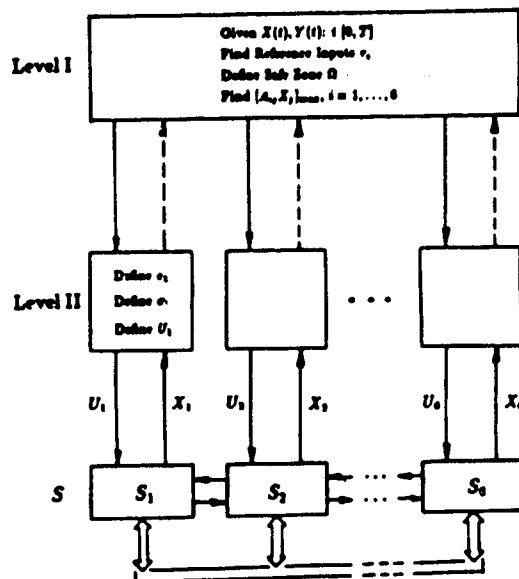 Given X(t), Y(t): t [0, T]
Level I
Find Reference Inputs
Define Safe Zone Ω
Find i = 1, . . . , 6
Define
Level II
Define
Define U₁
. . .
U₁ X₁ U₂ X₂ U₆
S S₁ S₂ S₆